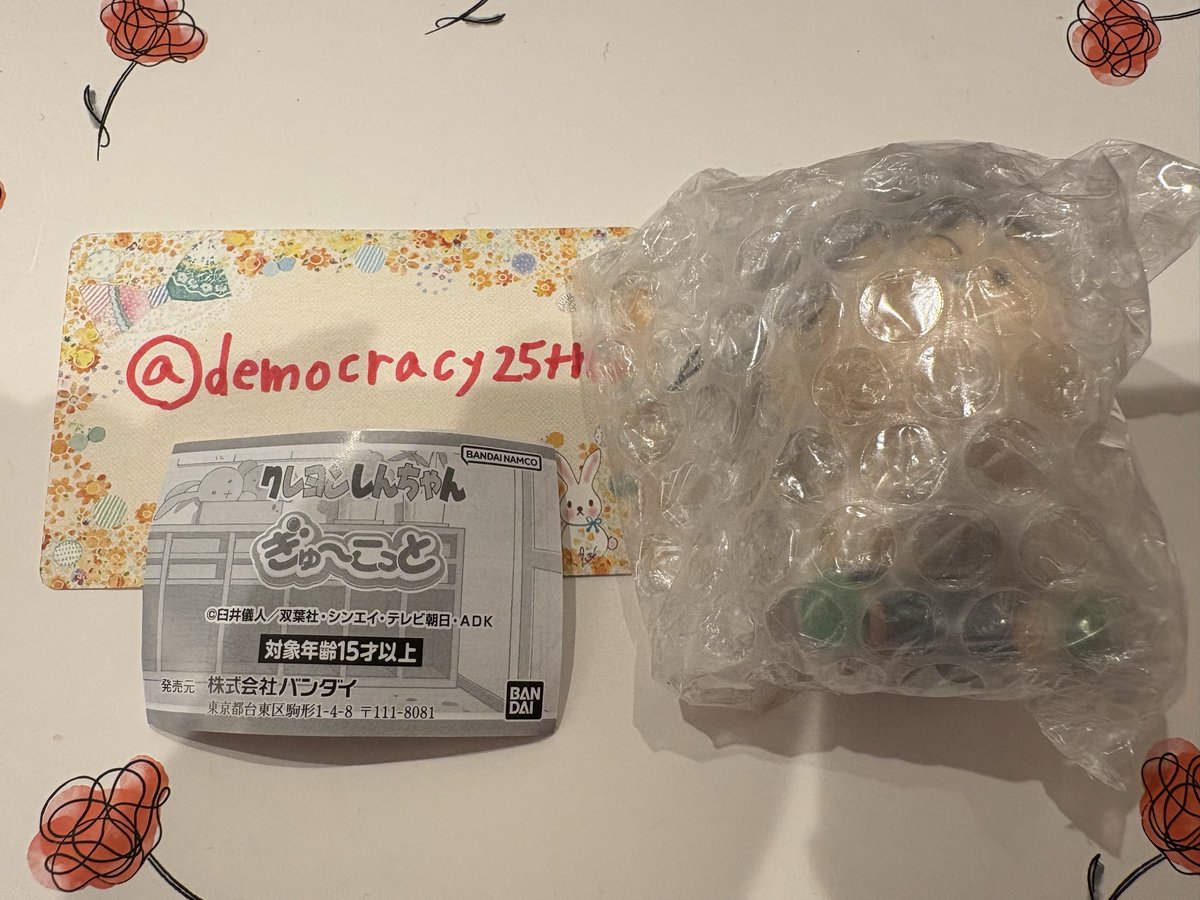 @democracy25th
BANDAI NAMCO
クレヨンしんちゃん
ぎゅ〜こっと
©臼井儀人／双葉社・シンエイ・テレビ朝日・ADK
対象年齢15才以上
発売元 株式会社バンダイ
東京都台東区駒形1-4-8 〒111-8081
BAN
DAI